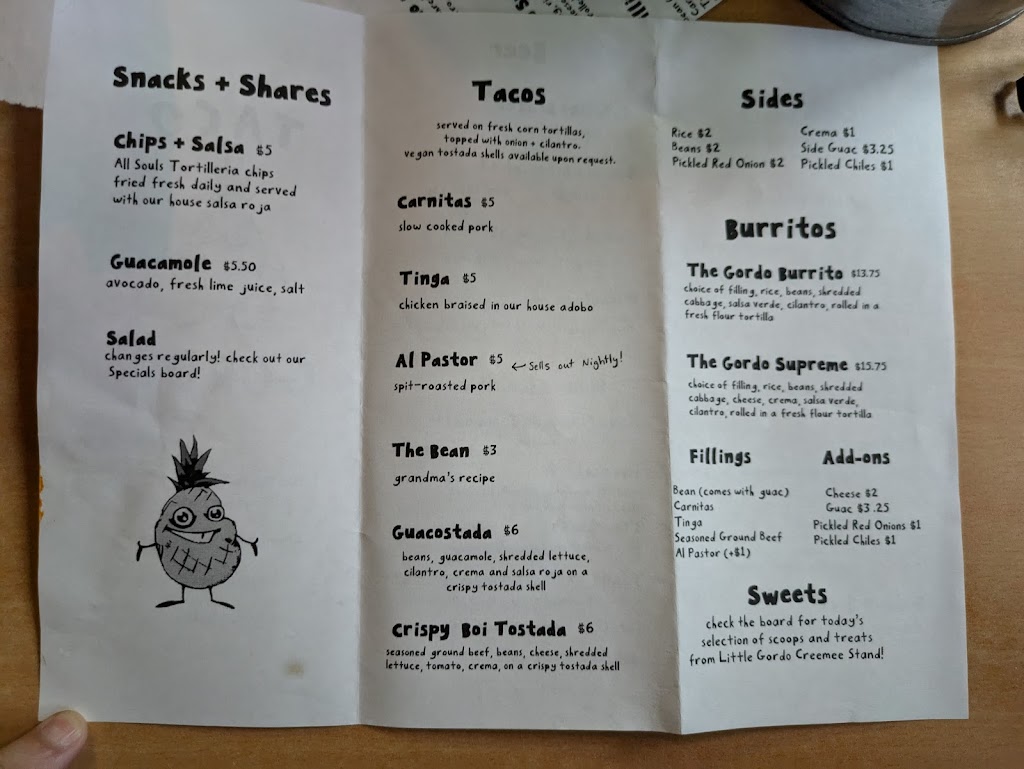 Snacks + Shares
Chips + Salsa $5
All Souls Tortilleria chips
fried fresh daily and served
with our house salsa roja
Guacamole $5.50
avocado, fresh lime juice, salt
Salad
changes regularly! check out our
Specials board!
Tacos
served on fresh corn tortillas,
topped with onion + cilantro.
vegan tostada shells available upon request.
Carnitas $5
slow cooked pork
Tinga $5
chicken braised in our house adobo
Al Pastor $5 ← Sells out Nightly!
spit-roasted pork
The Bean $3
grandma's recipe
Guacostada $6
beans, guacamole, shredded lettuce,
cilantro, crema and salsa roja on a
crispy tostada shell
Crispy Boi Tostada $6
seasoned ground beef, beans, cheese, shredded
lettuce, tomato, crema, on a crispy tostada shell
Sides
Rice $2
Beans $2
Pickled Red Onion $2
Crema $1
Side Guac $3.25
Pickled Chiles $1
Burritos
The Gordo Burrito $13.75
choice of filling, rice, beans, shredded
cabbage, salsa verde, cilantro, rolled in a
fresh flour tortilla
The Gordo Supreme $15.75
choice of filling, rice, beans, shredded
cabbage, cheese, crema, salsa verde,
cilantro, rolled in a fresh flour tortilla
Fillings
Bean (comes with guac)
Carnitas
Tinga
Seasoned Ground Beef
Al Pastor (+$1)
Add-ons
Cheese $2
Guac $3.25
Pickled Red Onions $1
Pickled Chiles $1
Sweets
check the board for today's
selection of scoops and treats
from Little Gordo Creemee Stand!